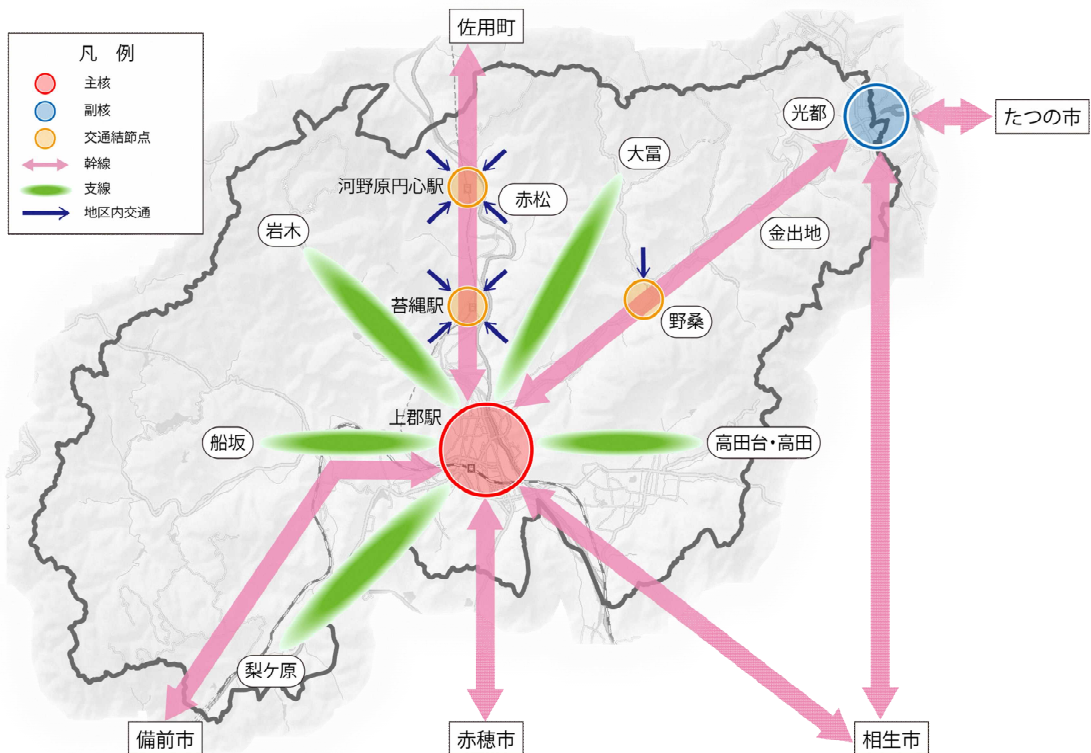 凡 例
主核
副核
交通結節点
幹線
支線
地区内交通
佐用町
光都
たつの市
大冨
河野原円心駅
赤松
岩木
金出地
苔縄駅
野桑
上郡駅
船坂
高田台・高田
梨ケ原
備前市
赤穂市
相生市